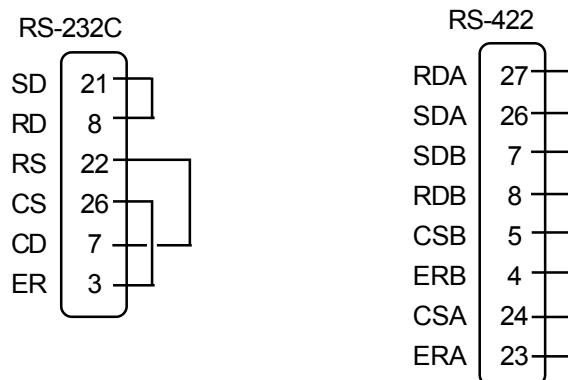 RS-232C
SD 21
RD 8
RS 22
CS 26
CD 7
ER 3
RS-422
RDA 27
SDA 26
SDB 7
RDB 8
CSB 5
ERB 4
CSA 24
ERA 23